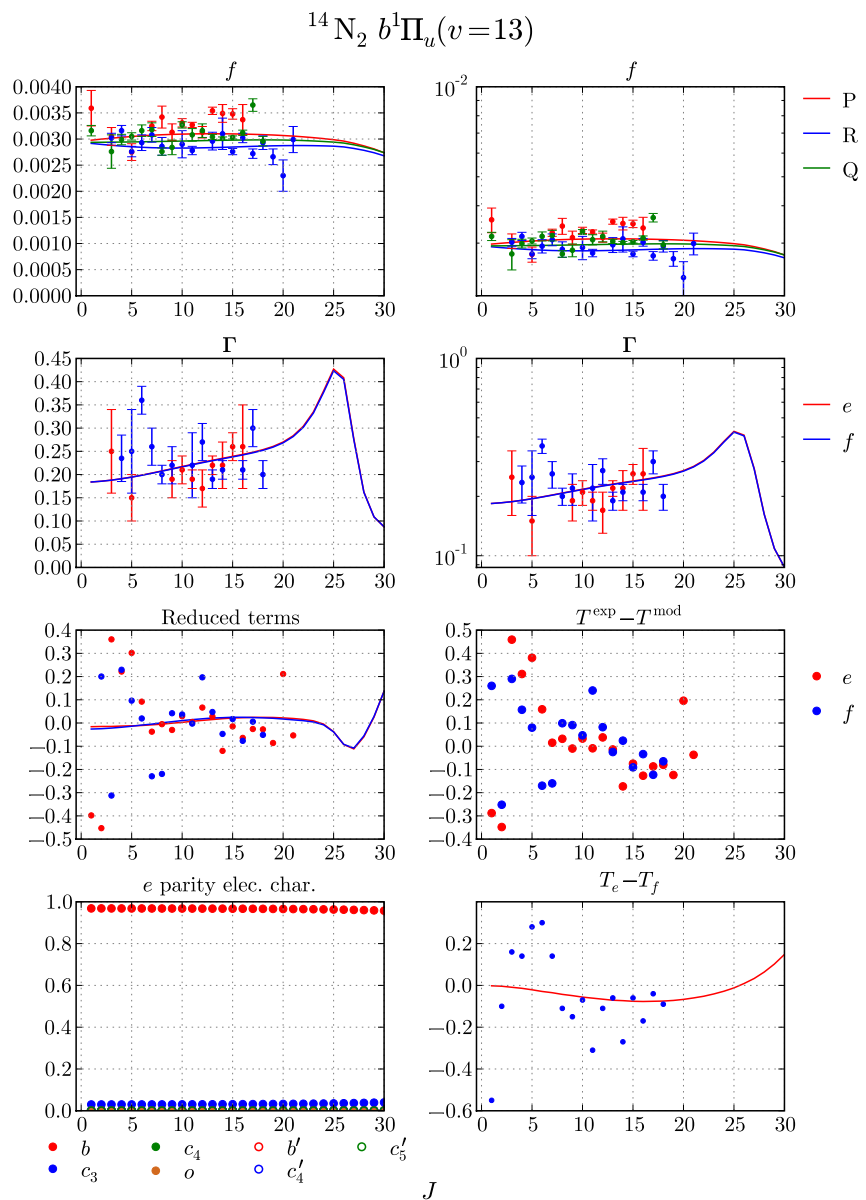 ¹⁴N₂ b¹Πᵤ(v=13)
f
f
0.0040
0.0035
0.0030
0.0025
0.0020
0.0015
0.0010
0.0005
0.0000
0 5 10 15 20 25 30
10⁻²
0 5 10 15 20 25 30
P
R
Q
Γ
Γ
0.45
0.40
0.35
0.30
0.25
0.20
0.15
0.10
0.05
0.00
0 5 10 15 20 25 30
10⁰
10⁻¹
0 5 10 15 20 25 30
e
f
Reduced terms
T^exp−T^mod
0.4
0.3
0.2
0.1
0.0
−0.1
−0.2
−0.3
−0.4
−0.5
0 5 10 15 20 25 30
0.5
0.4
0.3
0.2
0.1
0.0
−0.1
−0.2
−0.3
−0.4
0 5 10 15 20 25 30
e
f
e parity elec. char.
Tₑ−T_f
1.0
0.8
0.6
0.4
0.2
0.0
0 5 10 15 20 25 30
0.2
0.0
−0.2
−0.4
−0.6
0 5 10 15 20 25 30
b c₄ b′ c₅′
c₃ o c₄′
J